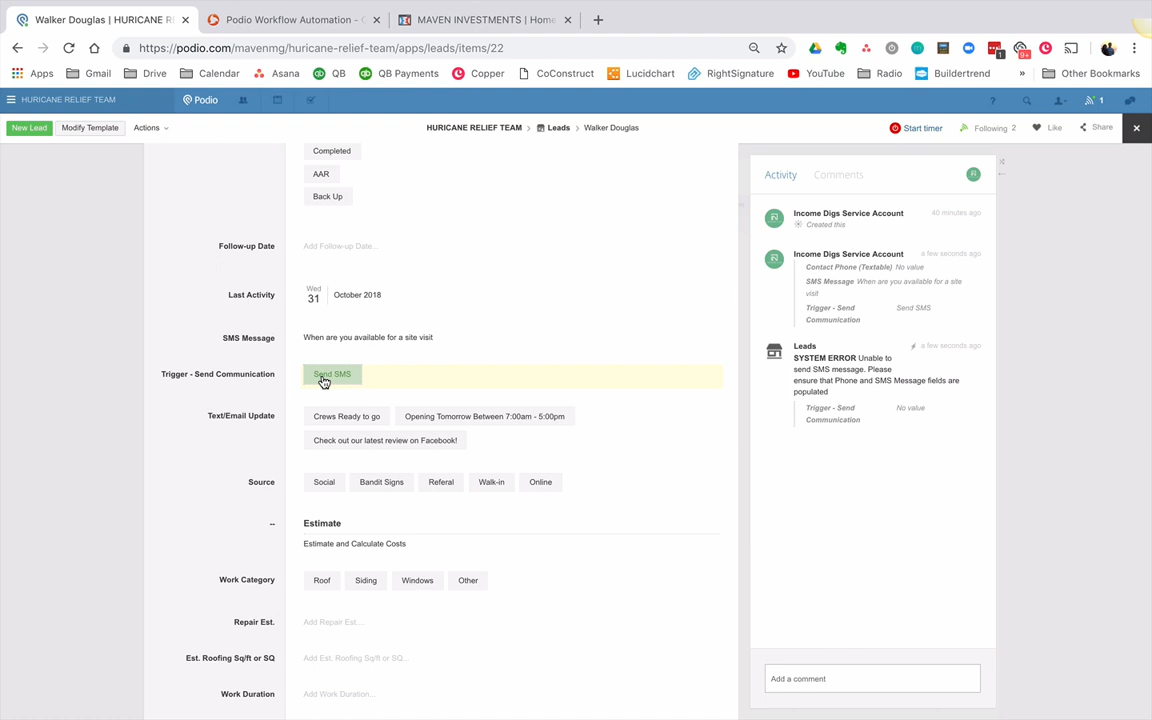 Walker Douglas | HURICANE R
Podio Workflow Automation -
MAVEN INVESTMENTS | Home
https://podio.com/mavenmg/huricane-relief-team/apps/leads/items/22
9+
Apps
Gmail
Drive
Calendar
Asana
QB
QB Payments
Copper
CoConstruct
Lucidchart
RightSignature
YouTube
Radio
Buildertrend
»
Other Bookmarks
HURICANE RELIEF TEAM
Podio
?
1
New Lead
Modify Template
Actions
HURICANE RELIEF TEAM > Leads > Walker Douglas
Start timer
Following 2
Like
Share
Completed
AAR
Back Up
Follow-up Date
Add Follow-up Date...
Last Activity
Wed
31
October 2018
SMS Message
When are you available for a site visit
Trigger - Send Communication
Send SMS
Text/Email Update
Crews Ready to go
Opening Tomorrow Between 7:00am - 5:00pm
Check out our latest review on Facebook!
Source
Social
Bandit Signs
Referal
Walk-in
Online
--
Estimate
Estimate and Calculate Costs
Work Category
Roof
Siding
Windows
Other
Repair Est.
Add Repair Est....
Est. Roofing Sq/ft or SQ
Add Est. Roofing Sq/ft or SQ...
Work Duration
Add Work Duration...
Activity
Comments
Income Digs Service Account
40 minutes ago
Created this
Income Digs Service Account
a few seconds ago
Contact Phone (Textable) No value
SMS Message When are you available for a site
visit
Trigger - Send
Communication
Send SMS
Leads
a few seconds ago
SYSTEM ERROR Unable to
send SMS message. Please
ensure that Phone and SMS Message fields are
populated
Trigger - Send
Communication
No value
Add a comment